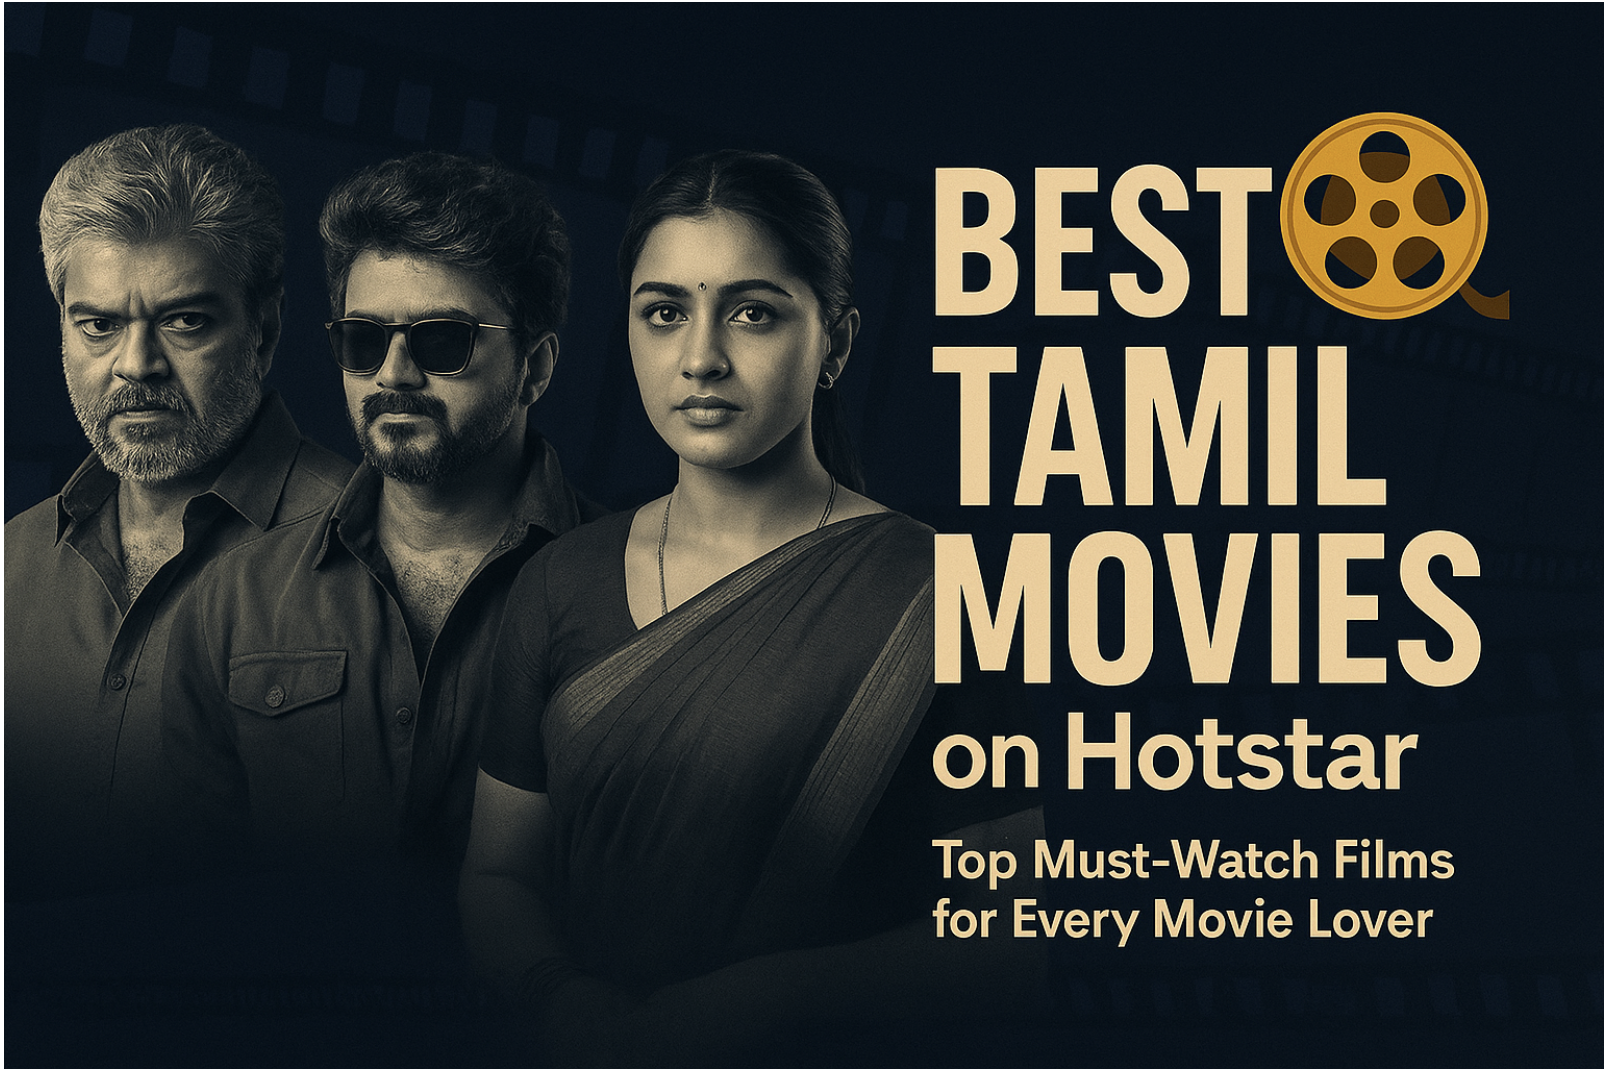 BEST
TAMIL
MOVIES
on Hotstar
Top Must-Watch Films
for Every Movie Lover